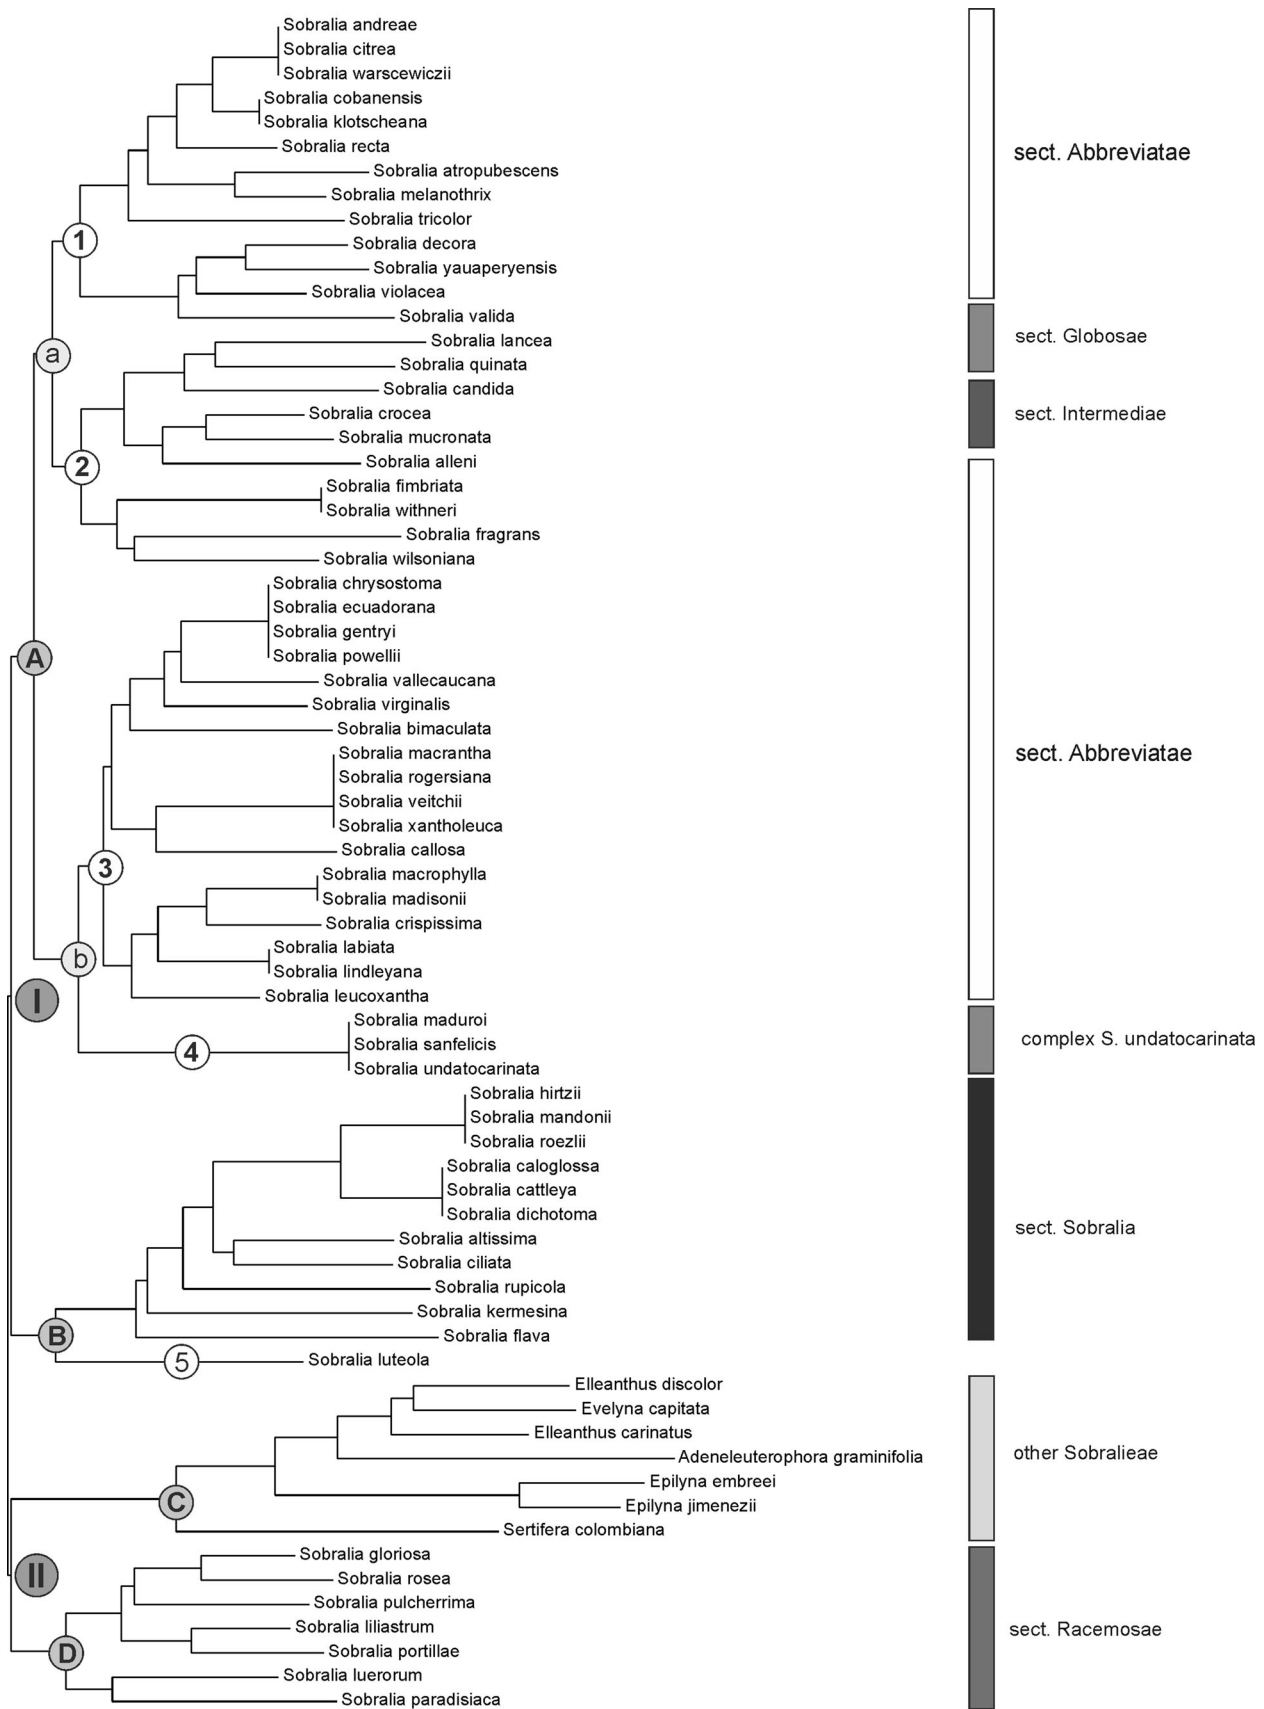 Sobralia andreae
Sobralia citrea
Sobralia warscewiczii
Sobralia cobanensis
Sobralia klotscheana
Sobralia recta
sect. Abbreviatae
Sobralia atropubescens
Sobralia melanothrix
Sobralia tricolor
1
Sobralia decora
Sobralia yauaperyensis
Sobralia violacea
Sobralia valida
sect. Globosae
Sobralia lancea
a
Sobralia quinata
Sobralia candida
Sobralia crocea
sect. Intermediae
Sobralia mucronata
2
Sobralia alleni
Sobralia fimbriata
Sobralia withneri
Sobralia fragrans
Sobralia wilsoniana
Sobralia chrysostoma
Sobralia ecuadorana
Sobralia gentryi
A
Sobralia powellii
Sobralia vallecaucana
Sobralia virginalis
Sobralia bimaculata
Sobralia macrantha
sect. Abbreviatae
Sobralia rogersiana
Sobralia veitchii
Sobralia xantholeuca
Sobralia callosa
3
Sobralia macrophylla
Sobralia madisonii
Sobralia crispissima
Sobralia labiata
b
Sobralia lindleyana
Sobralia leucoxantha
I
Sobralia maduroi
Sobralia sanfelicis
complex S. undatocarinata
4
Sobralia undatocarinata
Sobralia hirtzii
Sobralia mandonii
Sobralia roezlii
Sobralia caloglossa
Sobralia cattleya
Sobralia dichotoma
sect. Sobralia
Sobralia altissima
Sobralia ciliata
Sobralia rupicola
Sobralia kermesina
B
Sobralia flava
5
Sobralia luteola
Elleanthus discolor
Evelyna capitata
Elleanthus carinatus
other Sobralieae
Adeneleuterophora graminifolia
Epilyna embreei
C
Epilyna jimenezii
Sertifera colombiana
Sobralia gloriosa
II
Sobralia rosea
Sobralia pulcherrima
Sobralia liliastrum
sect. Racemosae
D
Sobralia portillae
Sobralia luerorum
Sobralia paradisiaca